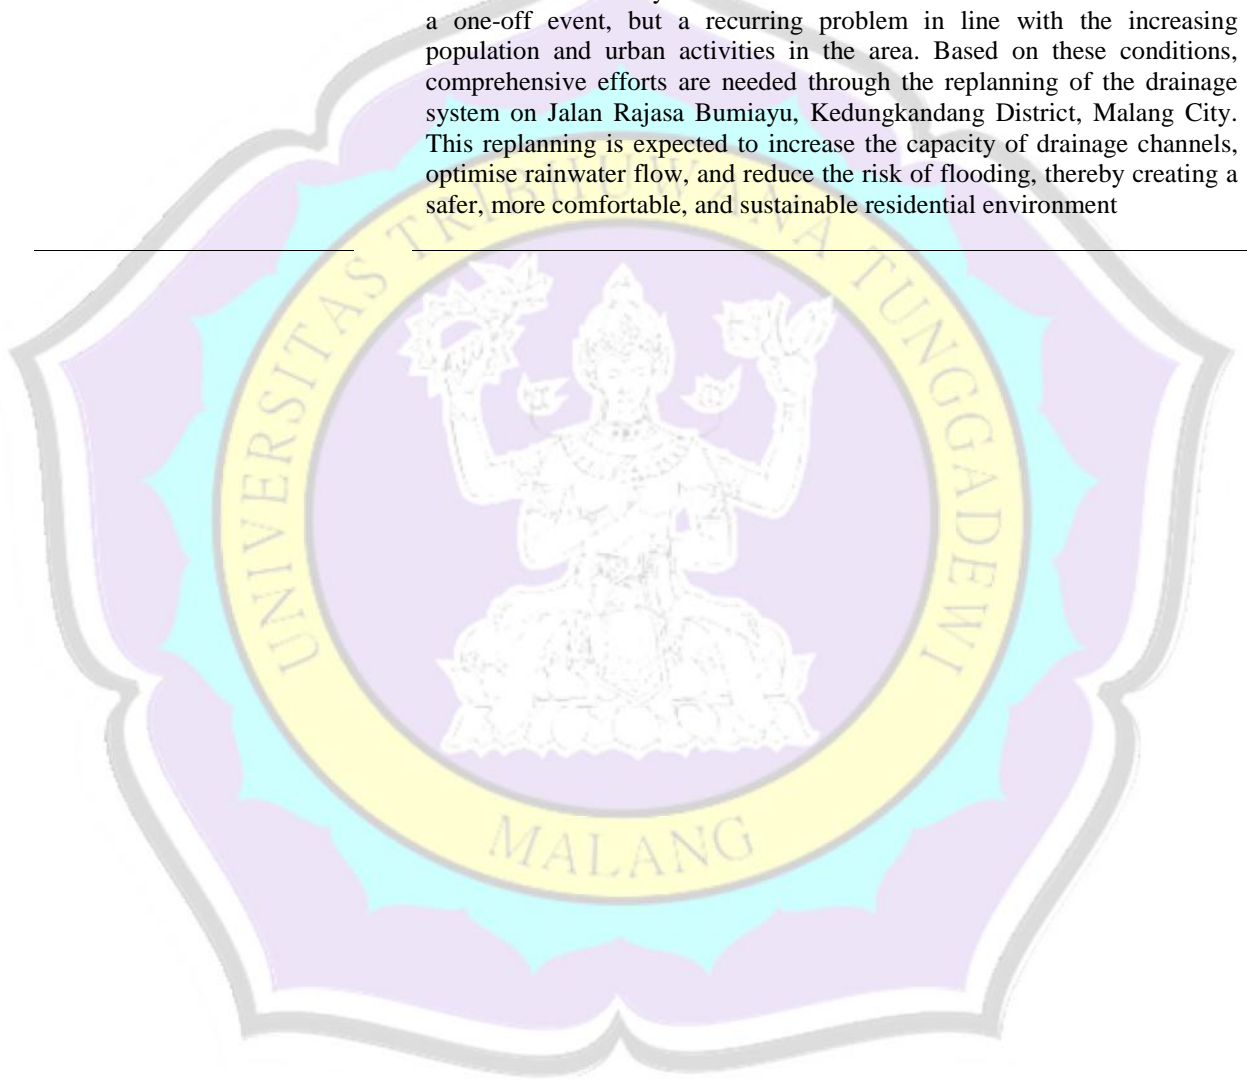 a one-off event, but a recurring problem in line with the increasing
population and urban activities in the area. Based on these conditions,
comprehensive efforts are needed through the replanning of the drainage
system on Jalan Rajasa Bumiayu, Kedungkandang District, Malang City.
This replanning is expected to increase the capacity of drainage channels,
optimise rainwater flow, and reduce the risk of flooding, thereby creating a
safer, more comfortable, and sustainable residential environment
UNIVERSITAS TRIBHUWANA TUNGGADEWI
MALANG